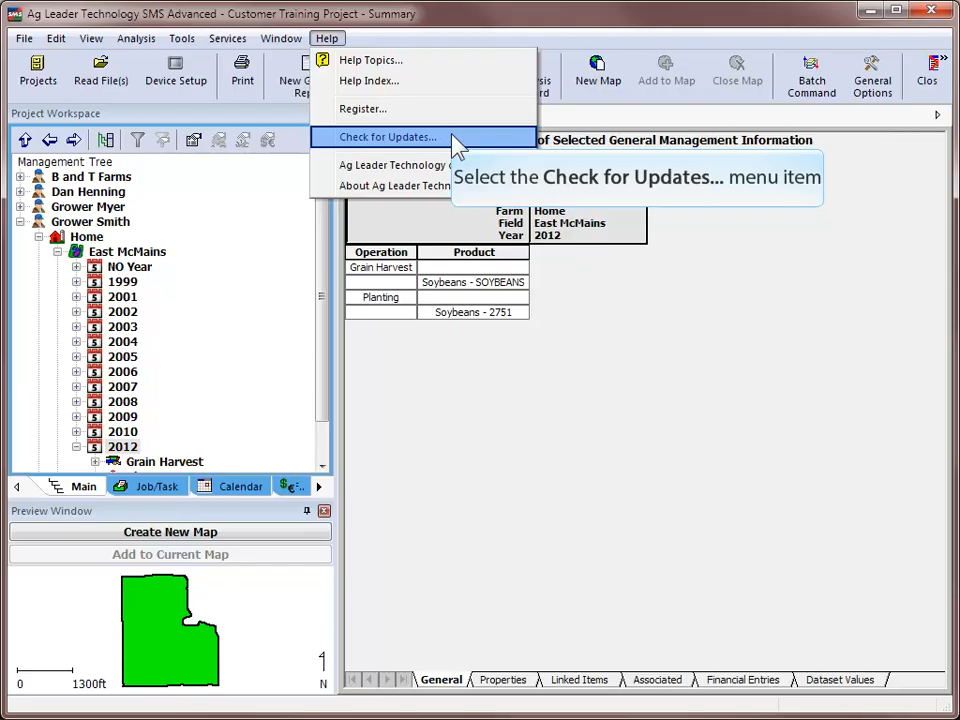 Ag Leader Technology SMS Advanced - Customer Training Project - Summary
File Edit View Analysis Tools Services Window Help
Projects Read File(s) Device Setup Print New Map Add to Map Close Map Batch Command General Options Clos
Help Topics...
Help Index...
Register...
Check for Updates...
Ag Leader Technology
About Ag Leader
Select the Check for Updates... menu item
Project Workspace
of Selected General Management Information
Management Tree
B and T Farms
Dan Henning
Grower Myer
Grower Smith
Home
East McMains
NO Year
1999
2001
2002
2003
2004
2005
2006
2007
2008
2009
2010
2012
Grain Harvest
Farm Home
Field East McMains
Year 2012
Operation Product
Grain Harvest
Soybeans - SOYBEANS
Planting
Soybeans - 2751
Main Job/Task Calendar
Preview Window
Create New Map
Add to Current Map
0 1300ft
4
N
General Properties Linked Items Associated Financial Entries Dataset Values